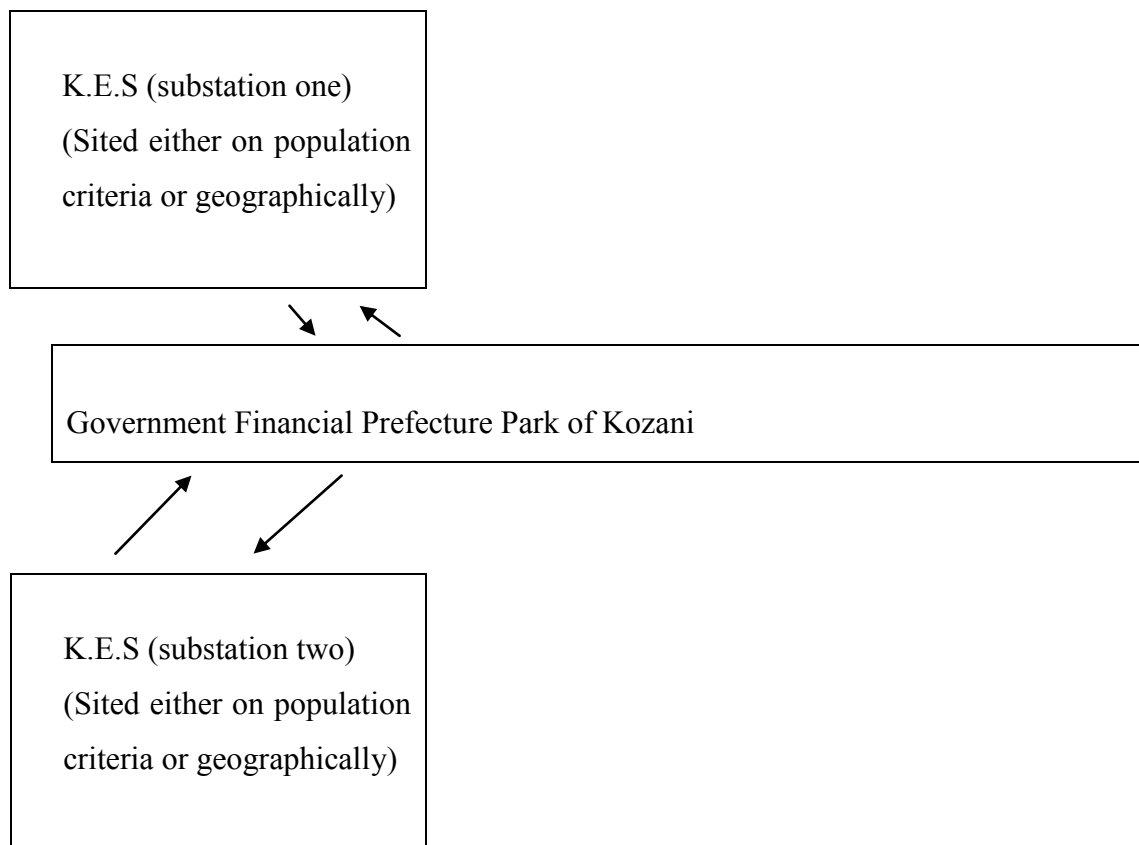 K.E.S (substation one)
(Sited either on population
criteria or geographically)
Government Financial Prefecture Park of Kozani
K.E.S (substation two)
(Sited either on population
criteria or geographically)